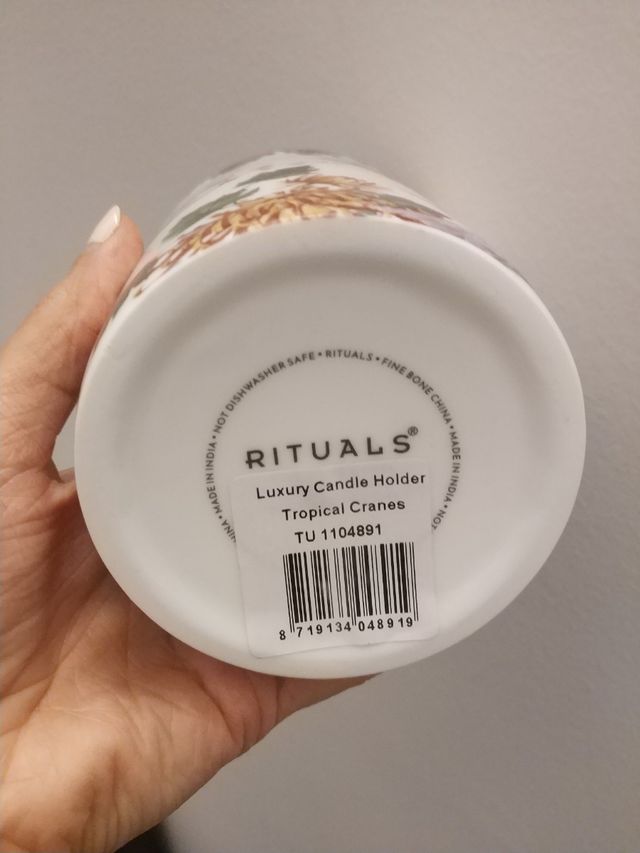 INA • MADE IN INDIA • NOT DISHWASHER SAFE • RITUALS • FINE BONE CHINA • MADE IN INDIA • NOT
RITUALS®
Luxury Candle Holder
Tropical Cranes
TU 1104891
8 719134 048919